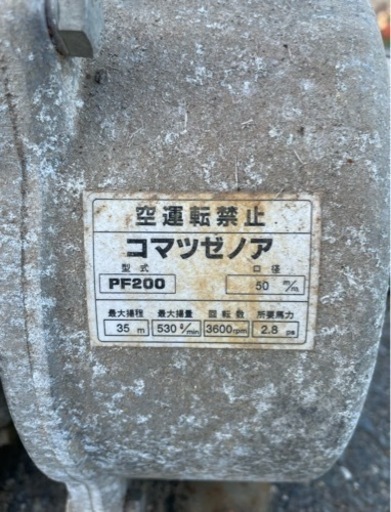 空運転禁止
コマツゼノア
型式 口径
PF200 50 m/m
最大揚程 最大揚量 回転数 所要馬力
35 m 530 ℓ/min 3600 rpm 2.8 ps